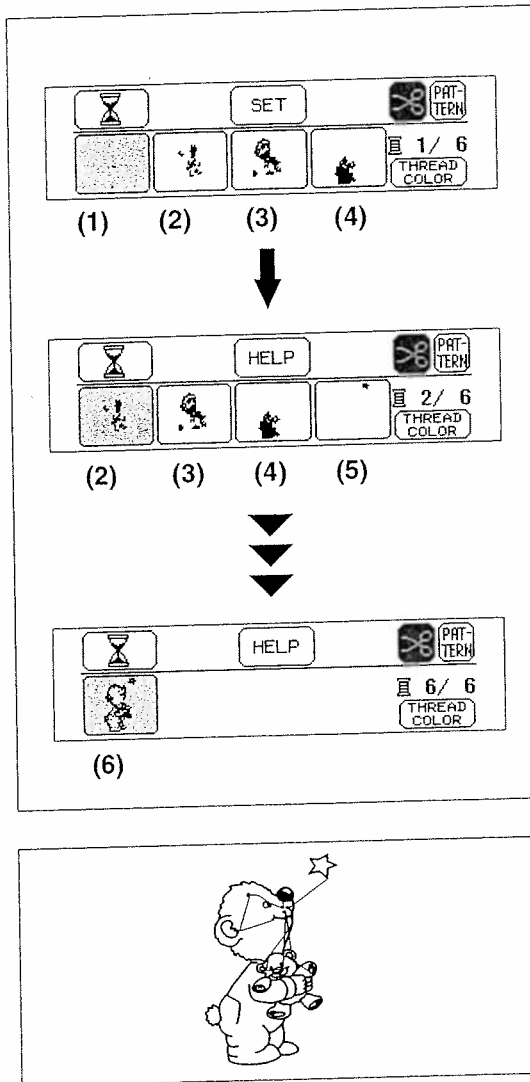 SET
PAT-
TERN
1/ 6
THREAD
COLOR
(1) (2) (3) (4)
HELP
PAT-
TERN
2/ 6
THREAD
COLOR
(2) (3) (4) (5)
HELP
PAT-
TERN
6/ 6
THREAD
COLOR
(6)